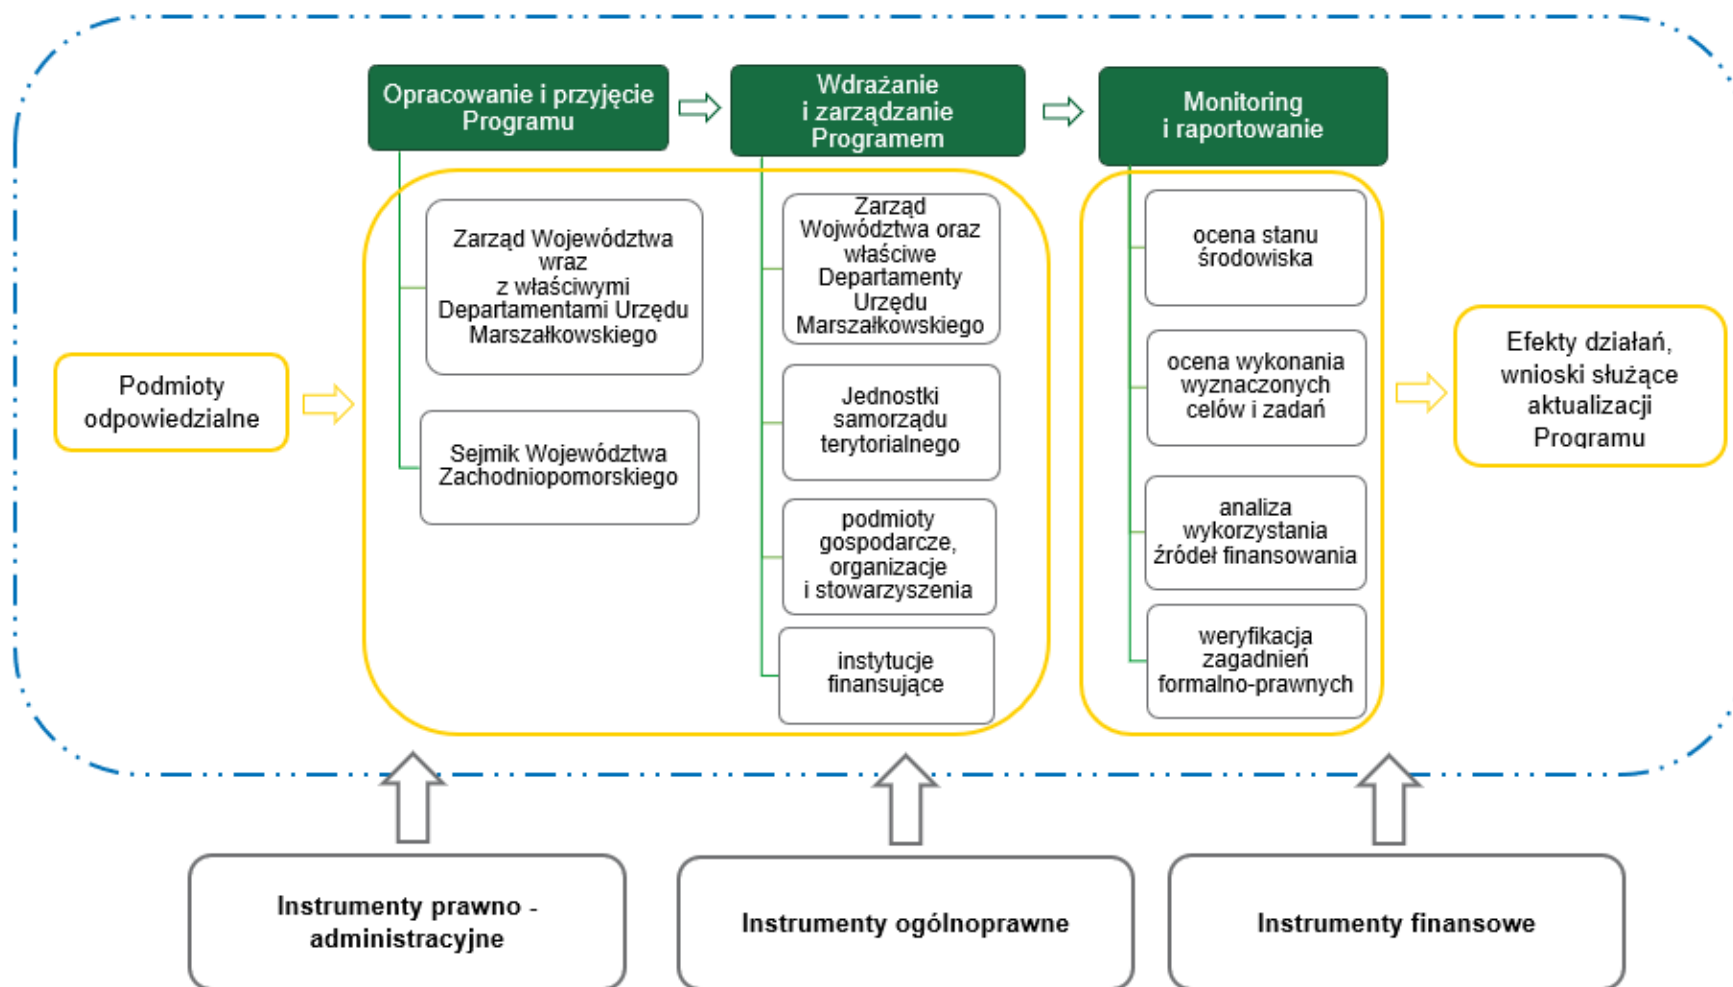 Opracowanie i przyjęcie
Programu
Wdrażanie
i zarządzanie
Programem
Monitoring
i raportowanie
Podmioty
odpowiedzialne
Zarząd Województwa
wraz
z właściwymi
Departamentami Urzędu
Marszałkowskiego
Sejmik Województwa
Zachodniopomorskiego
Zarząd
Wojwództwa oraz
właściwe
Departamenty
Urzędu
Marszałkowskiego
Jednostki
samorządu
terytorialnego
podmioty
gospodarcze,
organizacje
i stowarzyszenia
instytucje
finansujące
ocena stanu
środowiska
ocena wykonania
wyznaczonych
celów i zadań
analiza
wykorzystania
źródeł finansowania
weryfikacja
zagadnień
formalno-prawnych
Efekty działań,
wnioski służące
aktualizacji
Programu
Instrumenty prawno -
administracyjne
Instrumenty ogólnoprawne
Instrumenty finansowe